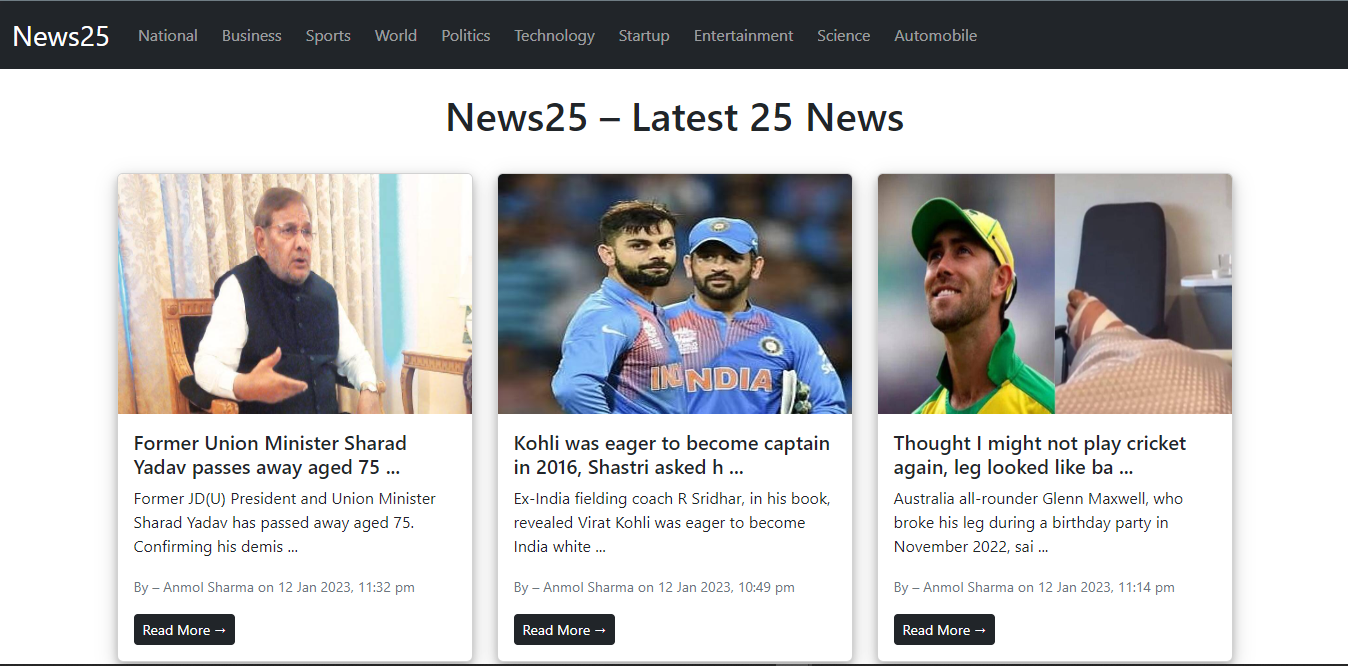 News25 National Business Sports World Politics Technology Startup Entertainment Science Automobile
News25 – Latest 25 News
IN
INDIA
Former Union Minister Sharad
Yadav passes away aged 75 ...
Former JD(U) President and Union Minister
Sharad Yadav has passed away aged 75.
Confirming his demis ...
By – Anmol Sharma on 12 Jan 2023, 11:32 pm
Read More →
Kohli was eager to become captain
in 2016, Shastri asked h ...
Ex-India fielding coach R Sridhar, in his book,
revealed Virat Kohli was eager to become
India white ...
By – Anmol Sharma on 12 Jan 2023, 10:49 pm
Read More →
Thought I might not play cricket
again, leg looked like ba ...
Australia all-rounder Glenn Maxwell, who
broke his leg during a birthday party in
November 2022, sai ...
By – Anmol Sharma on 12 Jan 2023, 11:14 pm
Read More →